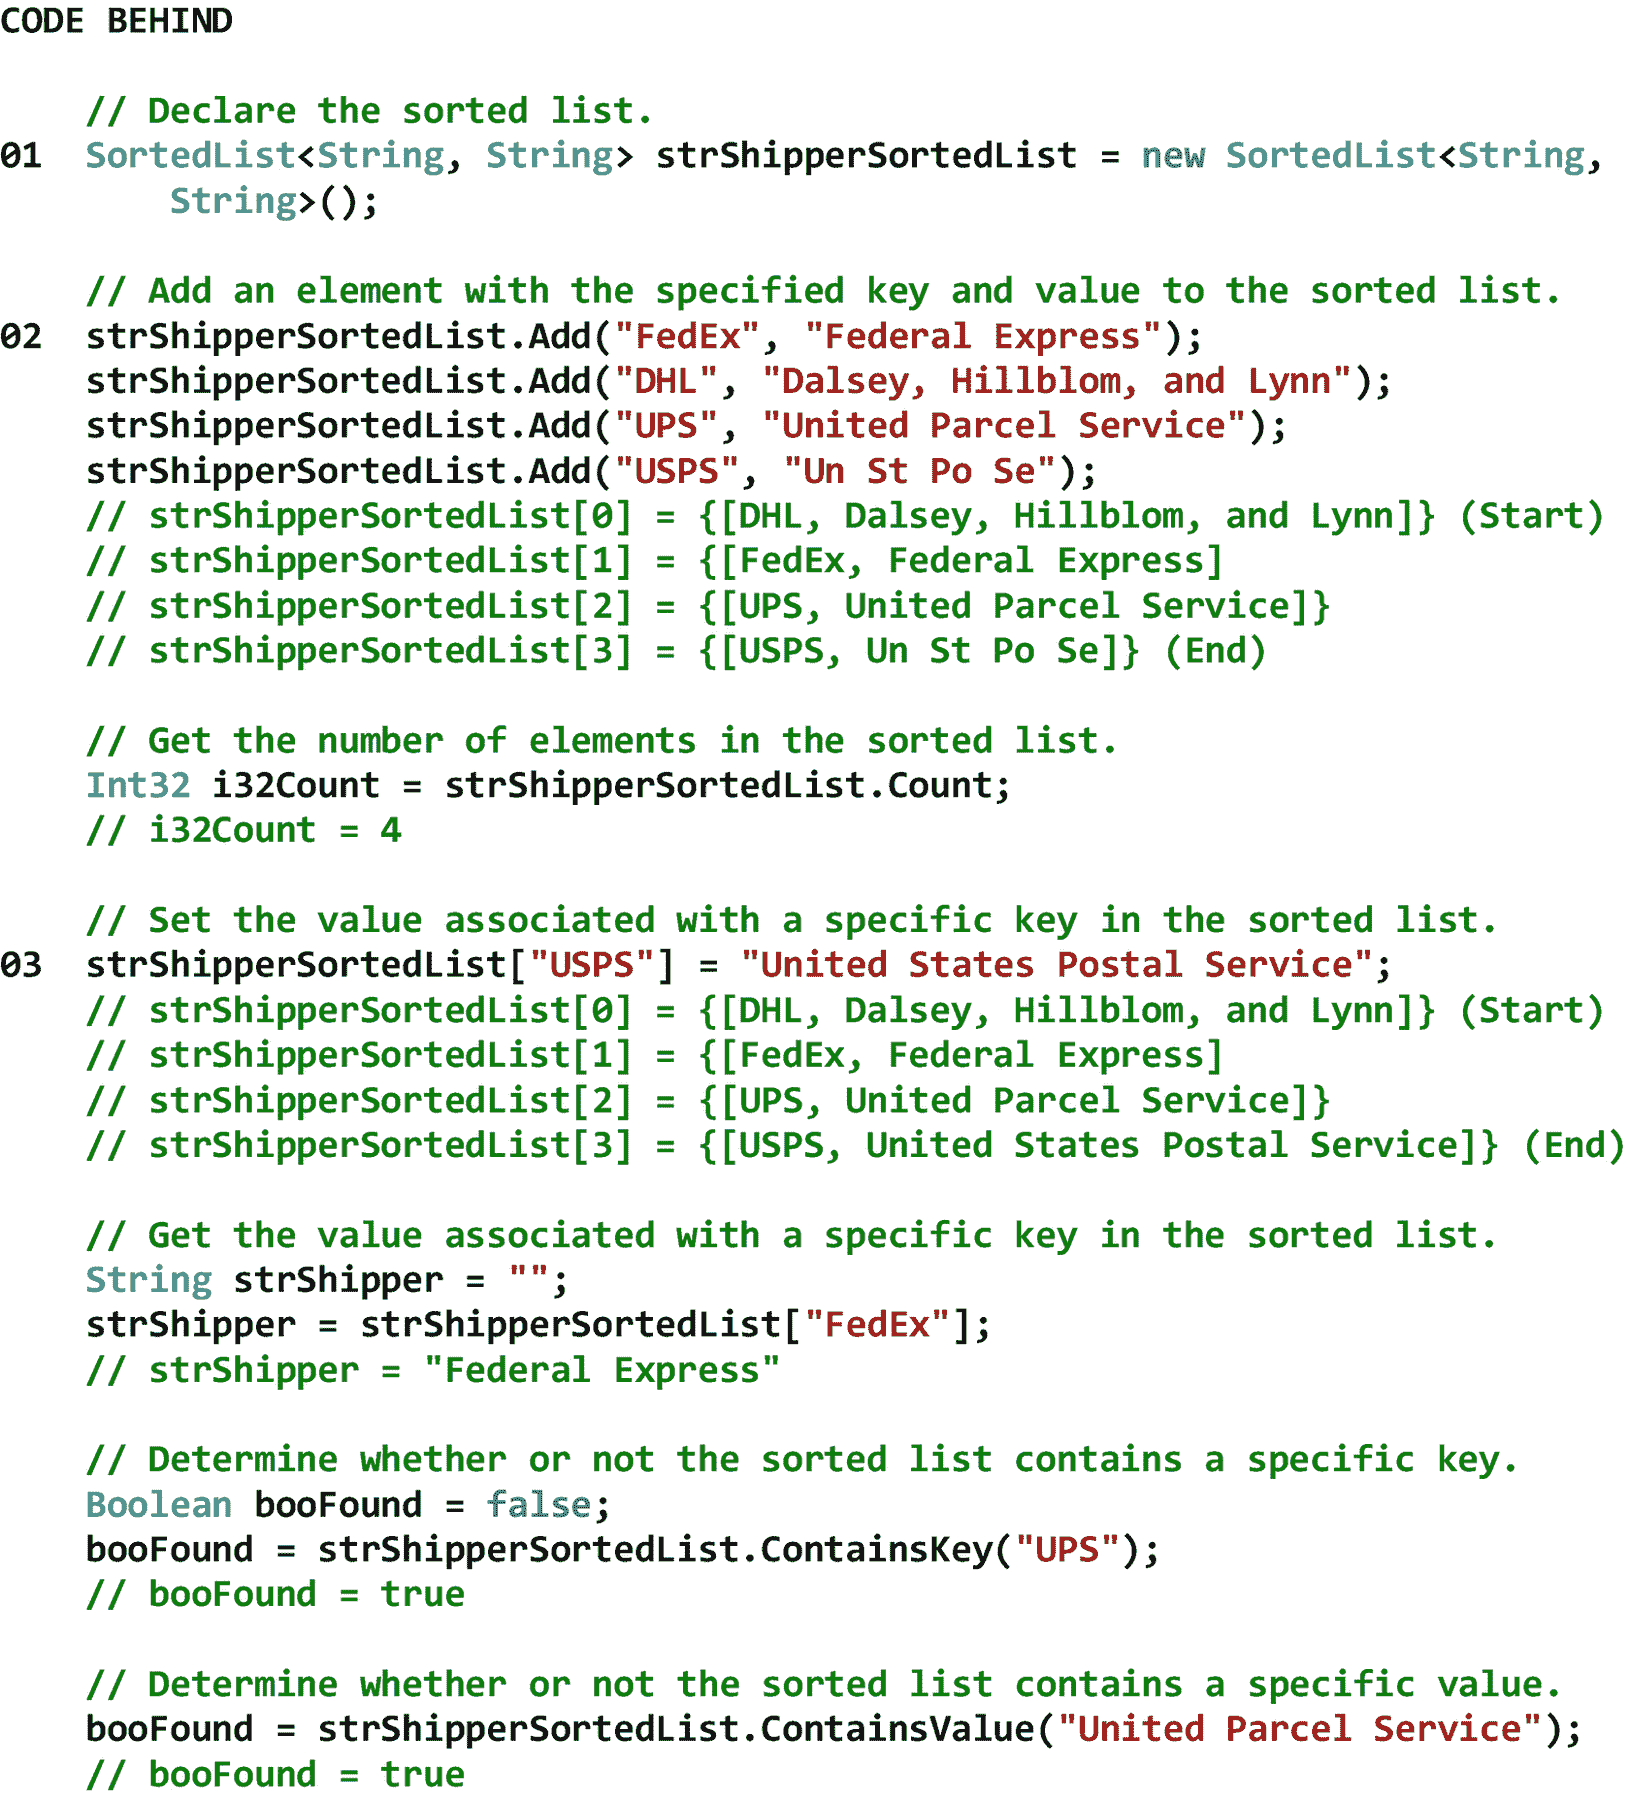 CODE BEHIND
// Declare the sorted list.
01 SortedList<String, String> strShipperSortedList = new SortedList<String,
String>();
// Add an element with the specified key and value to the sorted list.
02 strShipperSortedList.Add("FedEx", "Federal Express");
strShipperSortedList.Add("DHL", "Dalsey, Hillblom, and Lynn");
strShipperSortedList.Add("UPS", "United Parcel Service");
strShipperSortedList.Add("USPS", "Un St Po Se");
// strShipperSortedList[0] = {[DHL, Dalsey, Hillblom, and Lynn]} (Start)
// strShipperSortedList[1] = {[FedEx, Federal Express]
// strShipperSortedList[2] = {[UPS, United Parcel Service]}
// strShipperSortedList[3] = {[USPS, Un St Po Se]} (End)
// Get the number of elements in the sorted list.
Int32 i32Count = strShipperSortedList.Count;
// i32Count = 4
// Set the value associated with a specific key in the sorted list.
03 strShipperSortedList["USPS"] = "United States Postal Service";
// strShipperSortedList[0] = {[DHL, Dalsey, Hillblom, and Lynn]} (Start)
// strShipperSortedList[1] = {[FedEx, Federal Express]
// strShipperSortedList[2] = {[UPS, United Parcel Service]}
// strShipperSortedList[3] = {[USPS, United States Postal Service]} (End)
// Get the value associated with a specific key in the sorted list.
String strShipper = "";
strShipper = strShipperSortedList["FedEx"];
// strShipper = "Federal Express"
// Determine whether or not the sorted list contains a specific key.
Boolean booFound = false;
booFound = strShipperSortedList.ContainsKey("UPS");
// booFound = true
// Determine whether or not the sorted list contains a specific value.
booFound = strShipperSortedList.ContainsValue("United Parcel Service");
// booFound = true